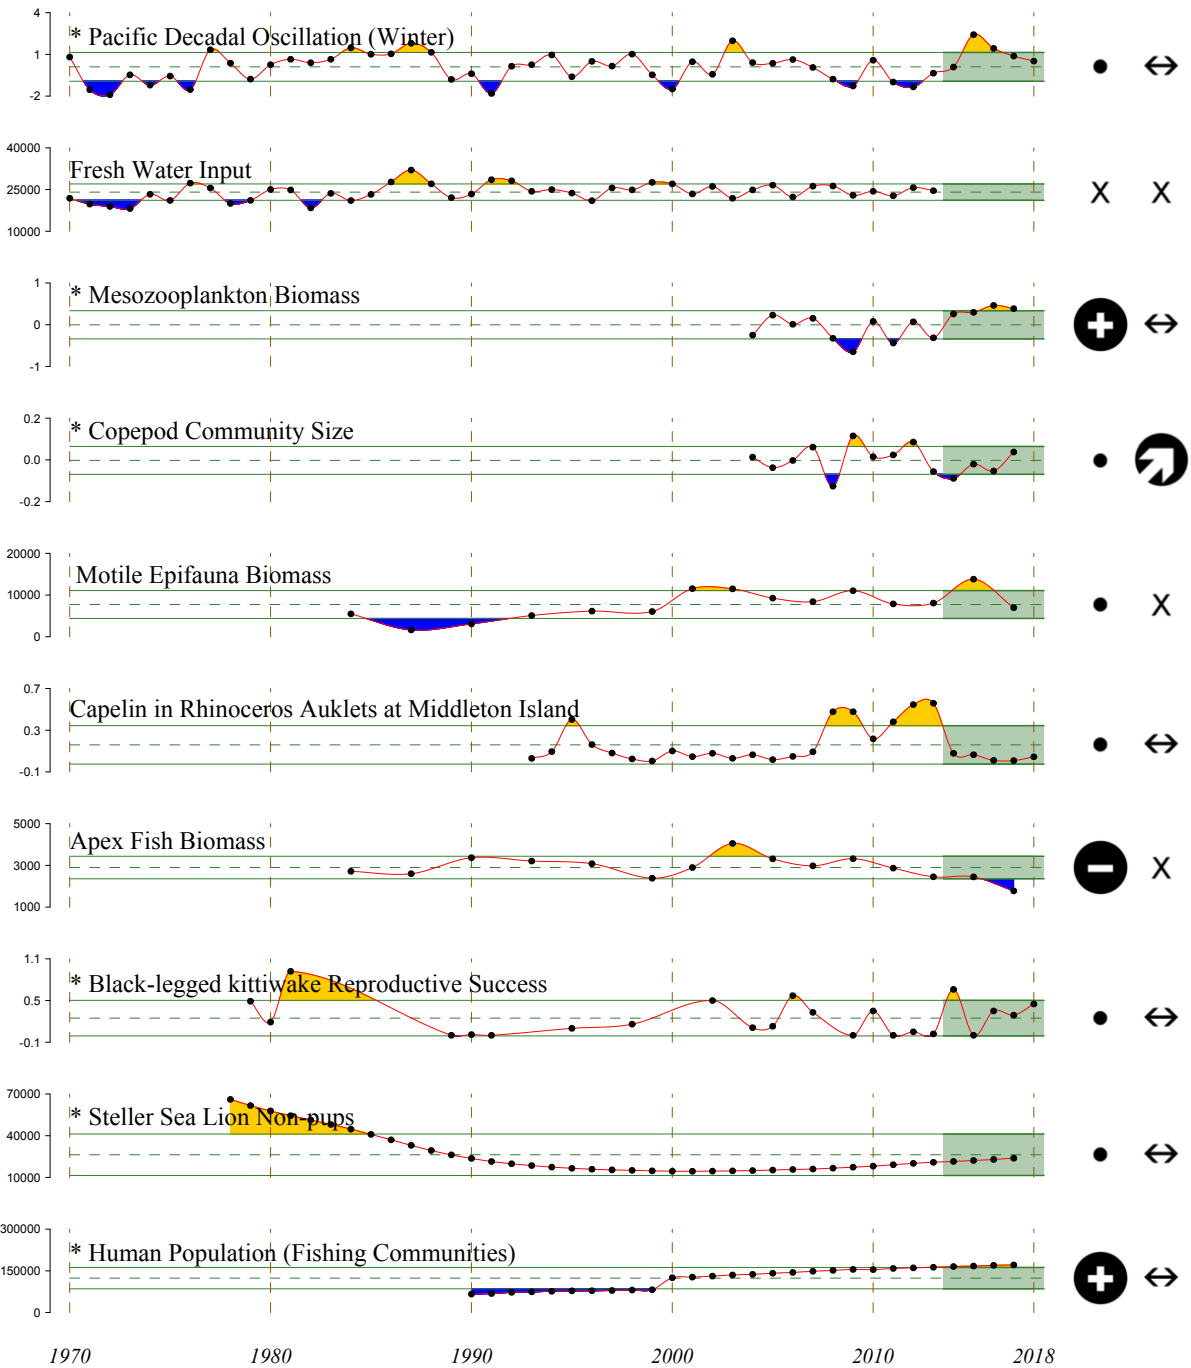 4
* Pacific Decadal Oscillation (Winter)
1
-2
40000
Fresh Water Input
25000
X X
10000
1
* Mesozooplankton Biomass
0
-1
0.2
* Copepod Community Size
0.0
-0.2
20000
Motile Epifauna Biomass
10000
X
0
0.7
Capelin in Rhinoceros Auklets at Middleton Island
0.3
-0.1
5000
Apex Fish Biomass
3000
X
1000
1.1
* Black-legged kittiwake Reproductive Success
0.5
-0.1
70000
* Steller Sea Lion Non-pups
40000
10000
300000
* Human Population (Fishing Communities)
150000
0
1970 1980 1990 2000 2010 2018